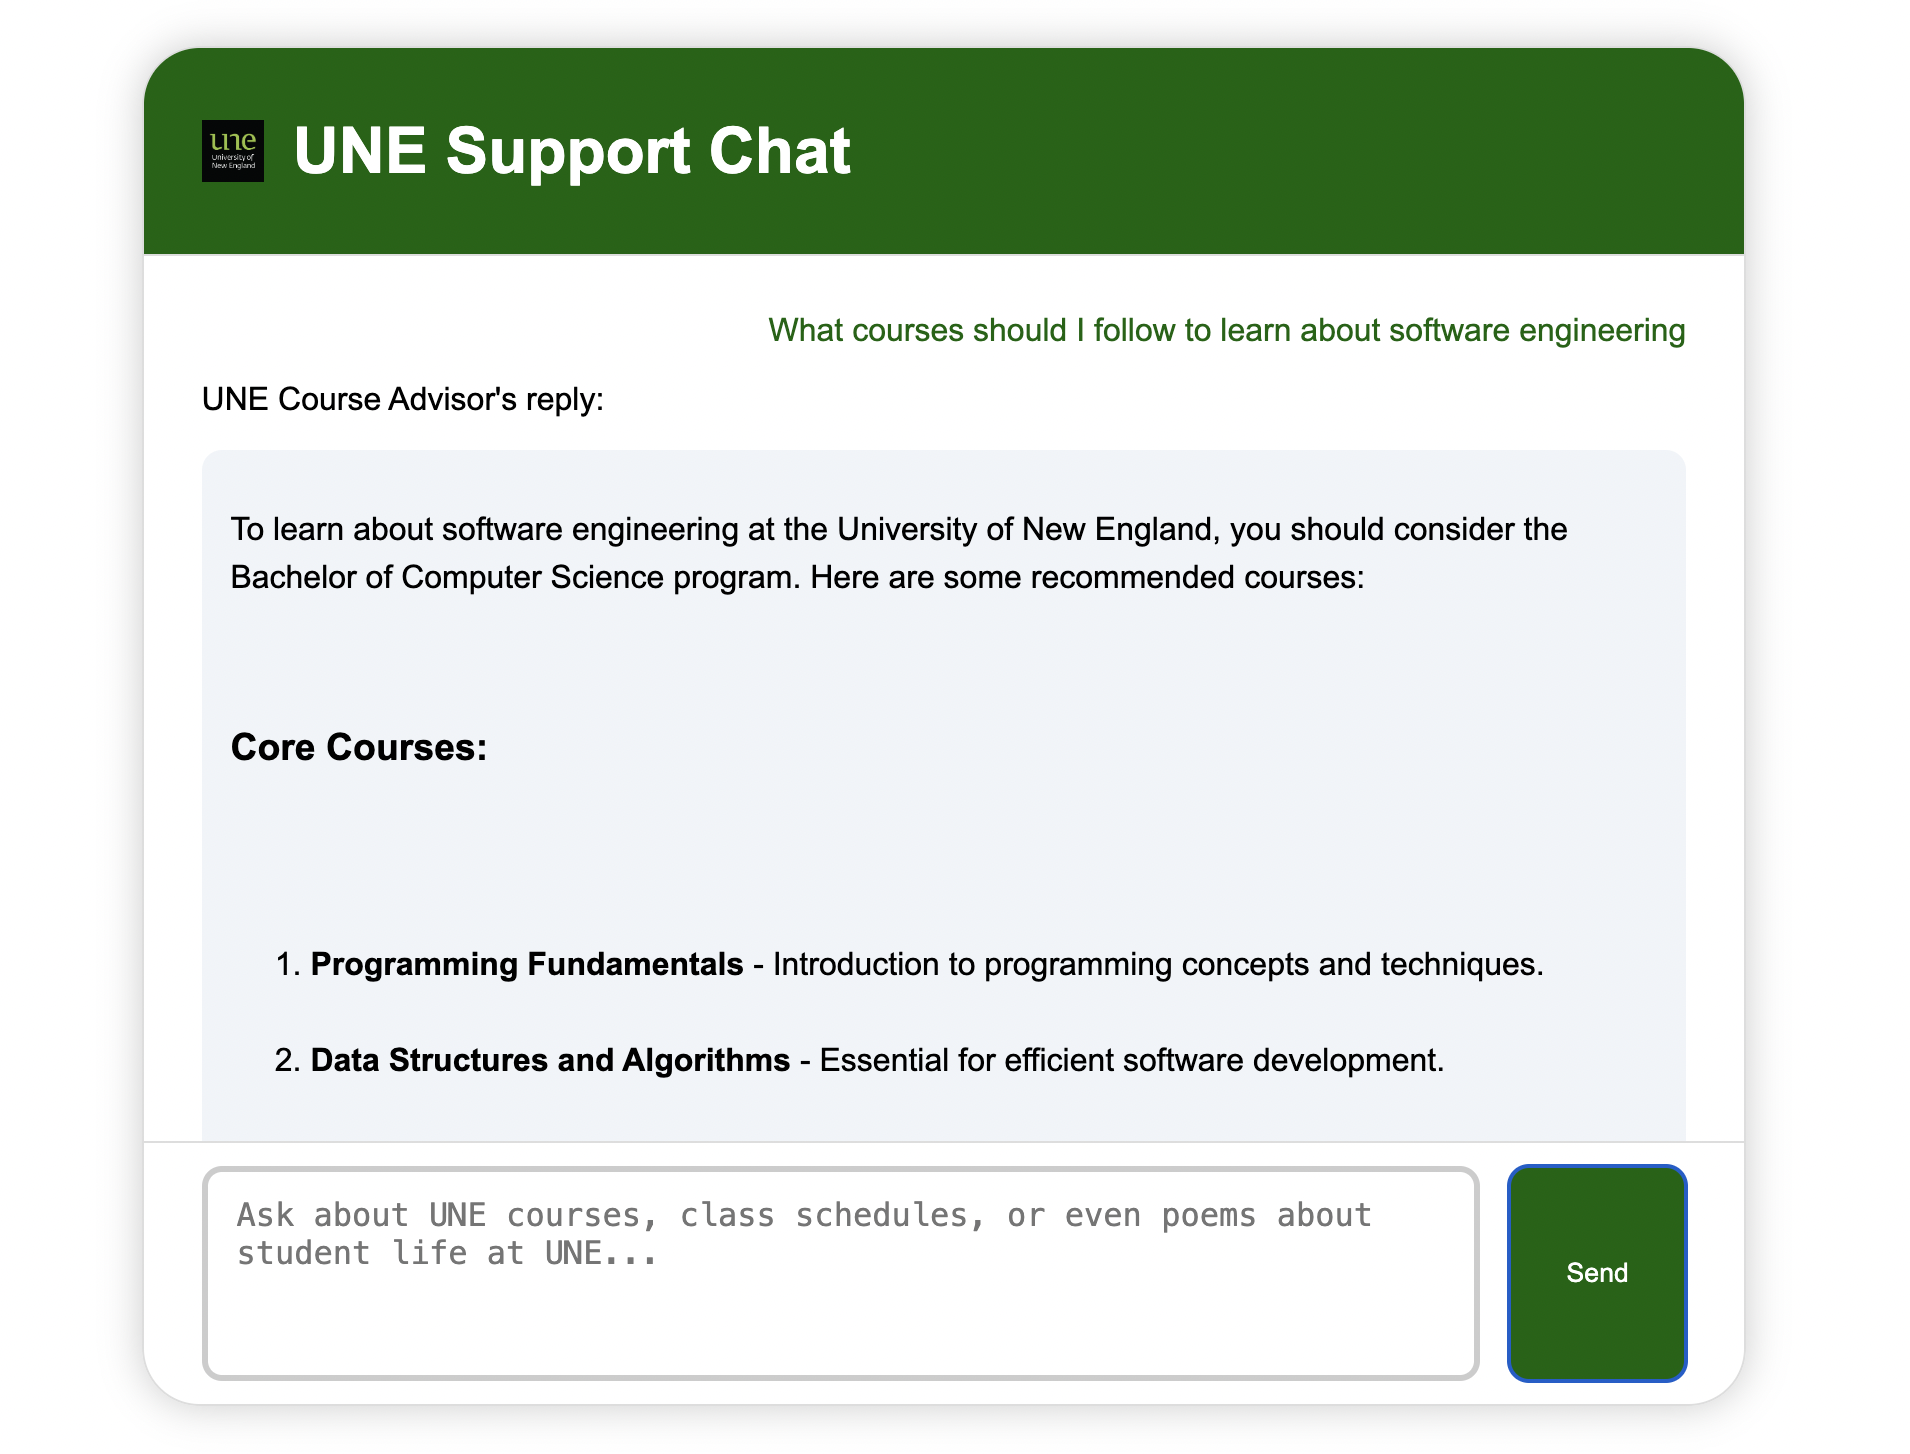 une
University of
New England
UNE Support Chat
What courses should I follow to learn about software engineering
UNE Course Advisor's reply:
To learn about software engineering at the University of New England, you should consider the
Bachelor of Computer Science program. Here are some recommended courses:
Core Courses:
1. Programming Fundamentals - Introduction to programming concepts and techniques.
2. Data Structures and Algorithms - Essential for efficient software development.
Ask about UNE courses, class schedules, or even poems about
student life at UNE...
Send